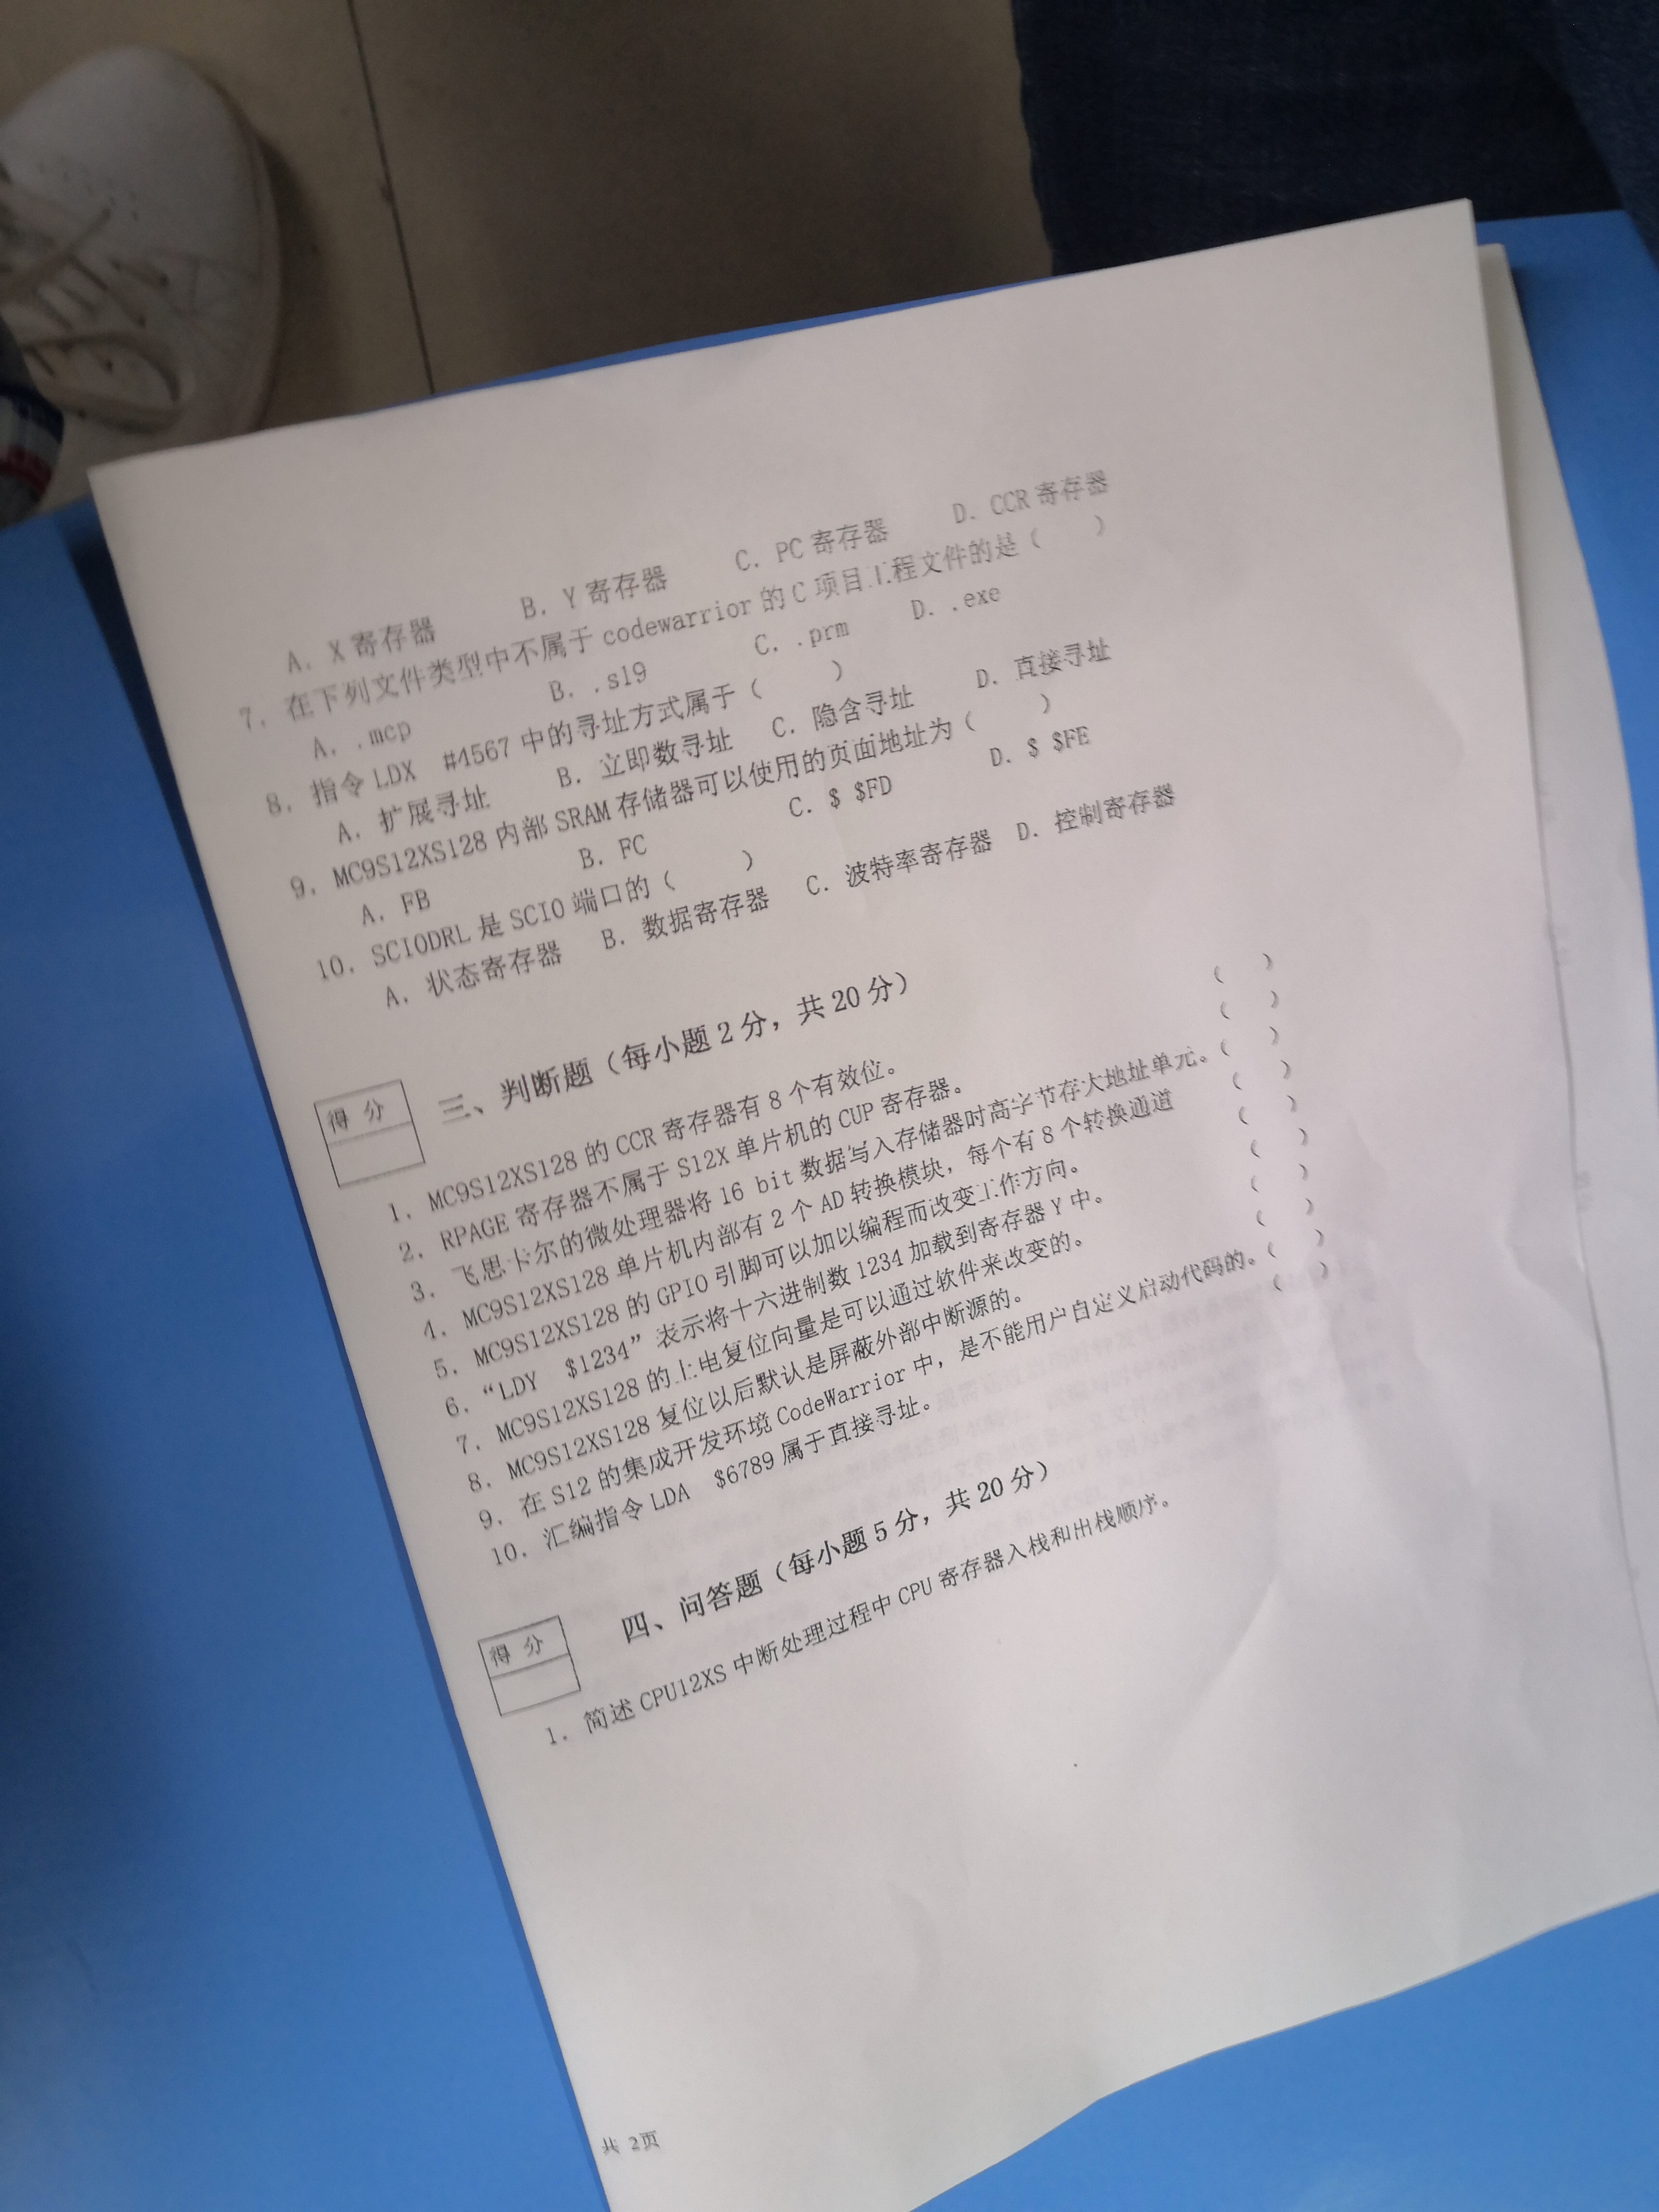 A. X 寄存器 B. Y 寄存器 C. PC 寄存器 D. CCR 寄存器
7. 在下列文件类型中不属于 codewarrior 的 C 项目工程文件的是（ ）
A. .mcp B. .s19 C. .prm D. .exe
8. 指令 LDX #4567 中的寻址方式属于（ ）
A. 扩展寻址 B. 立即数寻址 C. 隐含寻址 D. 直接寻址
9. MC9S12XS128 内部 SRAM 存储器可以使用的页面地址为（ ）
A. FB B. FC C. $ $FD D. $ $FE
10. SCI0DRL 是 SCI0 端口的（ ）
A. 状态寄存器 B. 数据寄存器 C. 波特率寄存器 D. 控制寄存器
得 分
三、判断题（每小题 2 分，共 20 分）
1. MC9S12XS128 的 CCR 寄存器有 8 个有效位。 （ ）
2. RPAGE 寄存器不属于 S12X 单片机的 CUP 寄存器。 （ ）
3. 飞思卡尔的微处理器将 16 bit 数据写入存储器时高字节存大地址单元。（ ）
4. MC9S12XS128 单片机内部有 2 个 AD 转换模块，每个有 8 个转换通道 （ ）
5. MC9S12XS128 的 GPIO 引脚可以加以编程而改变工作方向。 （ ）
6. “LDY $1234” 表示将十六进制数 1234 加载到寄存器 Y 中。 （ ）
7. MC9S12XS128 的上电复位向量是可以通过软件来改变的。 （ ）
8. MC9S12XS128 复位以后默认是屏蔽外部中断源的。 （ ）
9. 在 S12 的集成开发环境 CodeWarrior 中，是不能用户自定义启动代码的。（ ）
10. 汇编指令 LDA $6789 属于直接寻址。 （ ）
得 分
四、问答题（每小题 5 分，共 20 分）
1. 简述 CPU12XS 中断处理过程中 CPU 寄存器入栈和出栈顺序。
共 2页